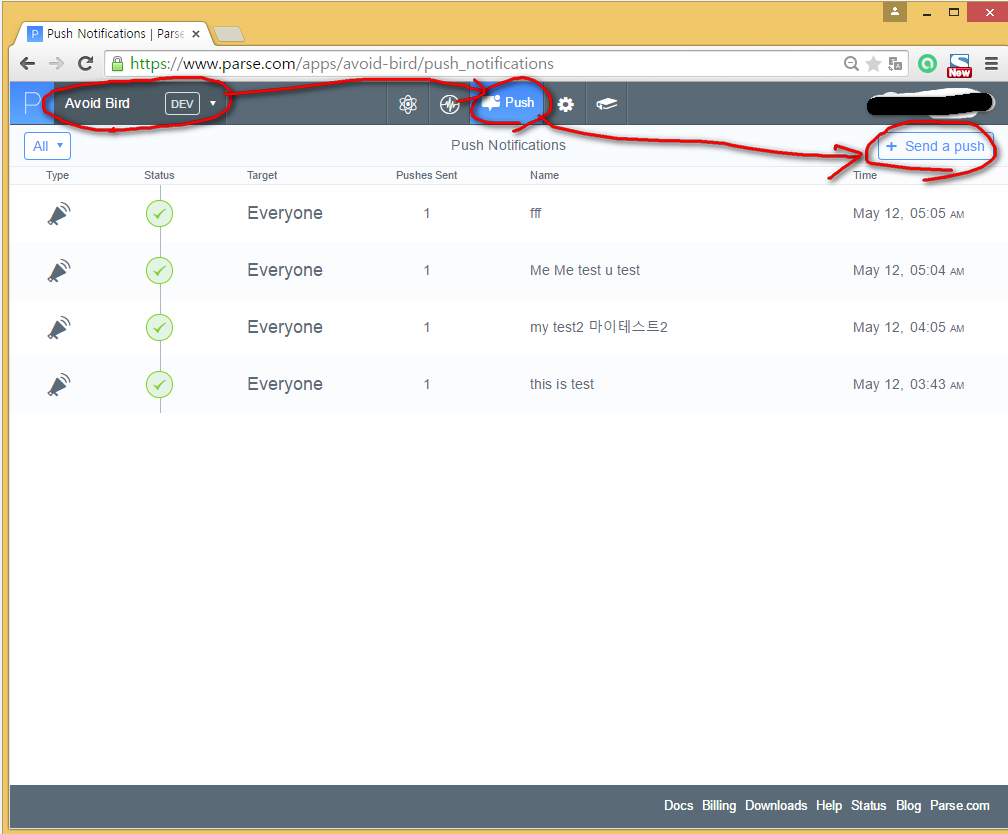 Push Notifications | Parse
https://www.parse.com/apps/avoid-bird/push_notifications
New
P Avoid Bird DEV Push
All Push Notifications + Send a push
Type Status Target Pushes Sent Name Time
Everyone 1 fff May 12, 05:05 AM
Everyone 1 Me Me test u test May 12, 05:04 AM
Everyone 1 my test2 마이테스트2 May 12, 04:05 AM
Everyone 1 this is test May 12, 03:43 AM
Docs Billing Downloads Help Status Blog Parse.com